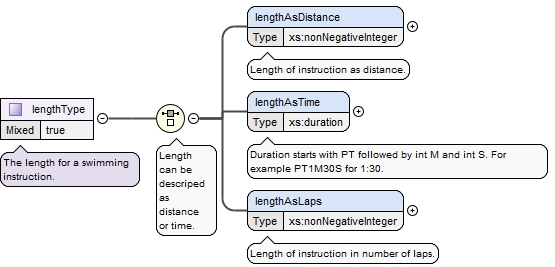 lengthType
Mixed true
The length for a swimming
instruction.
Length
can be
descriped
as
distance
or time.
lengthAsDistance
Type xs:nonNegativeInteger
Length of instruction as distance.
lengthAsTime
Type xs:duration
Duration starts with PT followed by int M and int S. For
example PT1M30S for 1:30.
lengthAsLaps
Type xs:nonNegativeInteger
Length of instruction in number of laps.